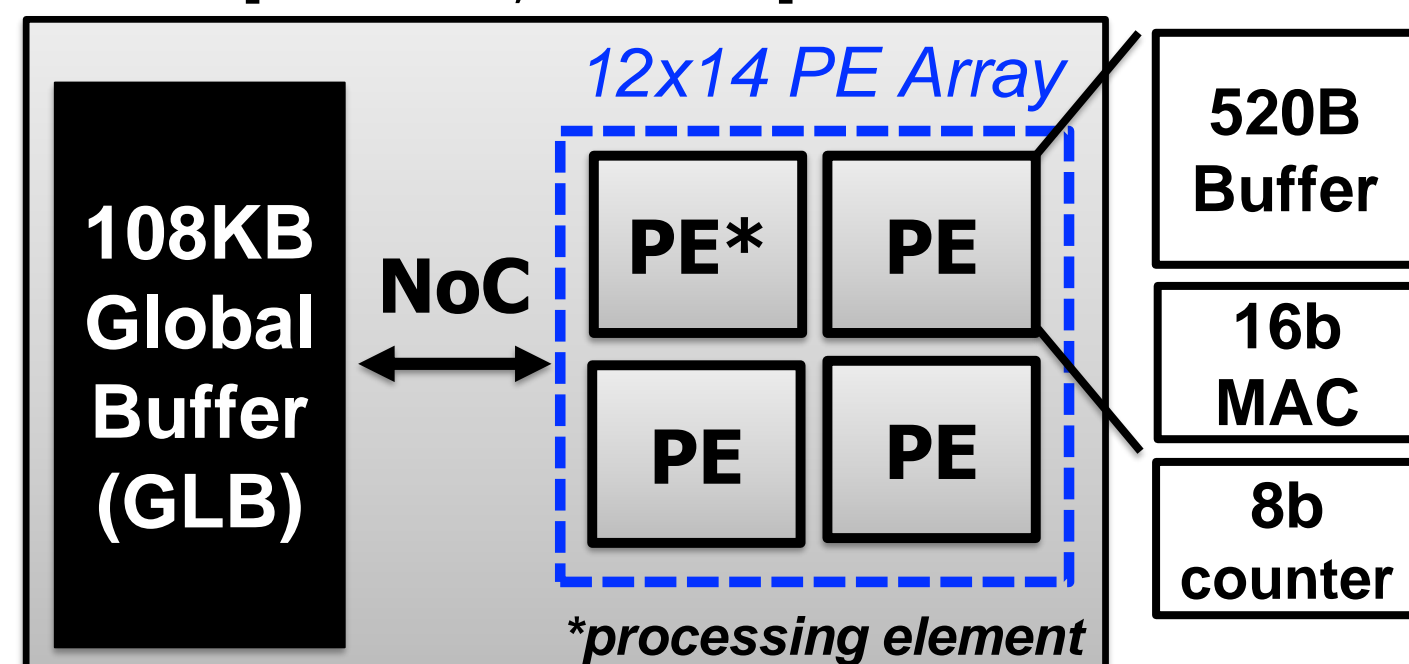 12x14 PE Array
108KB
Global
Buffer
(GLB)
NoC
PE*
PE
PE
PE
*processing element
520B
Buffer
16b
MAC
8b
counter